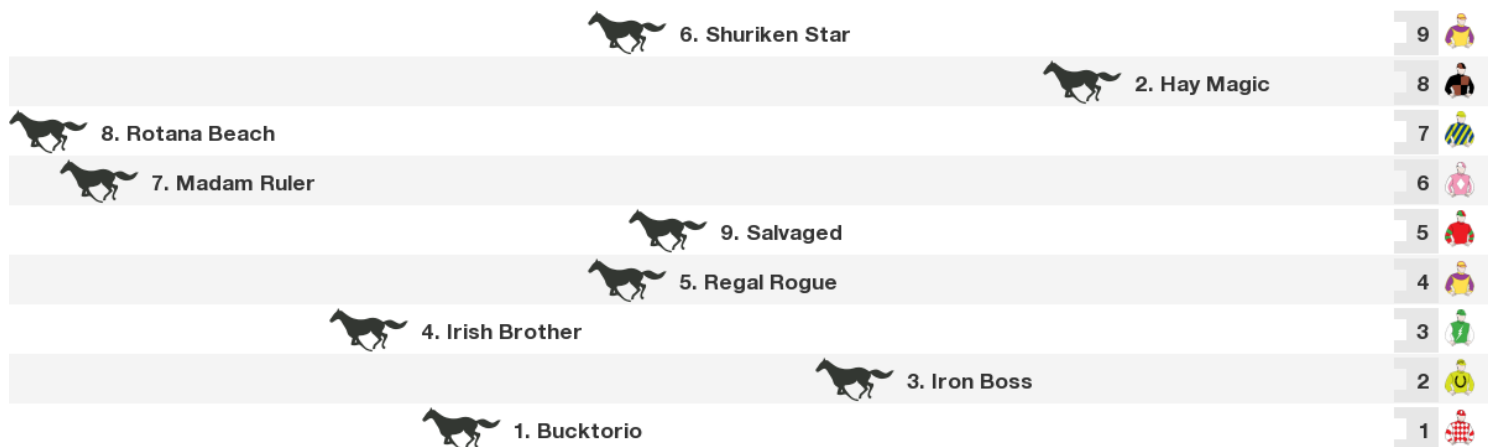 6. Shuriken Star 9
2. Hay Magic 8
8. Rotana Beach 7
7. Madam Ruler 6
9. Salvaged 5
5. Regal Rogue 4
4. Irish Brother 3
3. Iron Boss 2
1. Bucktorio 1